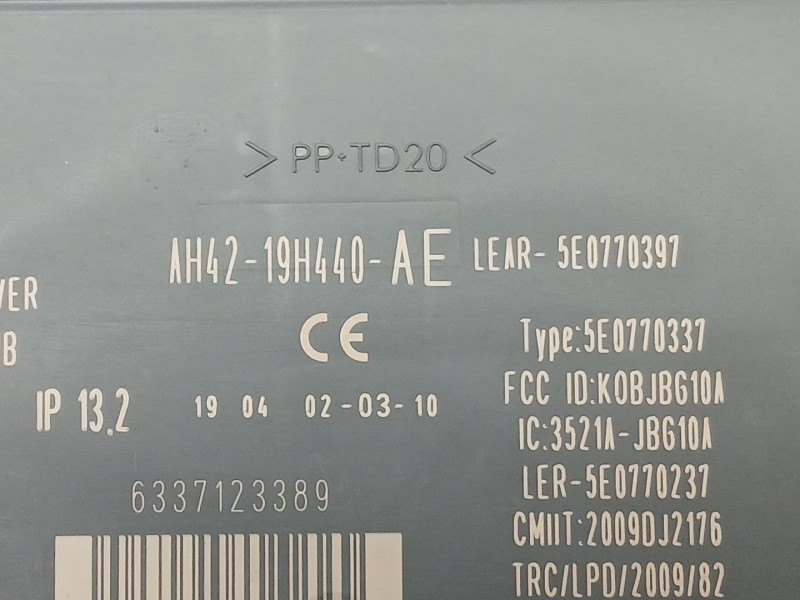 >PP+TD20<
AH42-19H440-AE LEAR- 5E0770397
VER
B
CE
Type:5E0770337
FCC ID:KOBJBG10A
IP 13.2
19 04 02-03-10
IC:3521A-JBG10A
6337123389
LER-5E0770237
CMIIT:2009DJ2176
TRC/LPD/2009/82